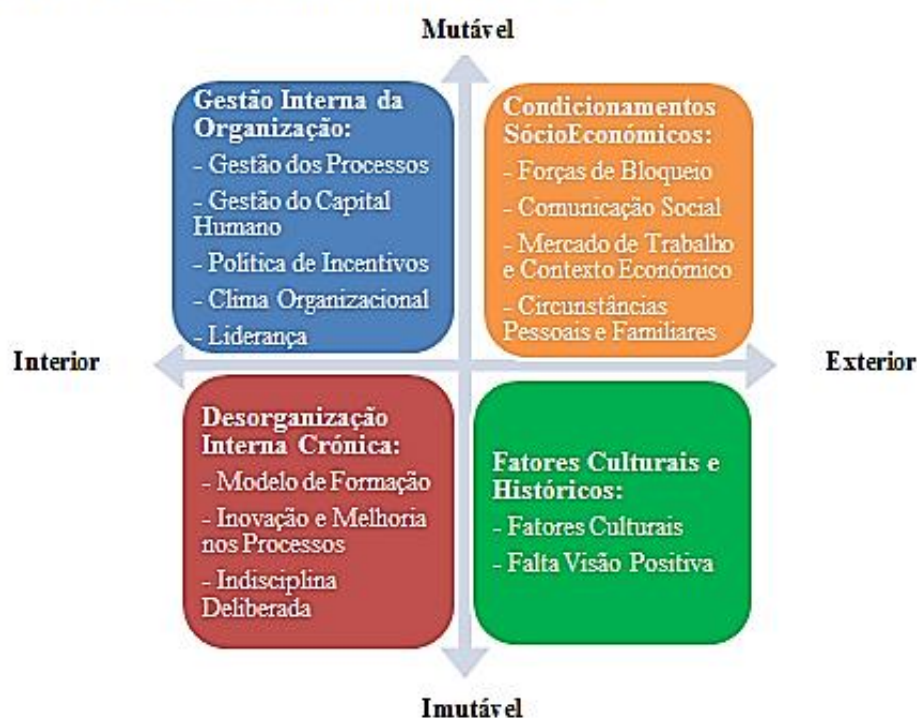 Mutável
Gestão Interna da
Organização:
- Gestão dos Processos
- Gestão do Capital
Humano
- Política de Incentivos
- Clima Organizacional
- Liderança
Condicionamentos
SócioEconómicos:
- Forças de Bloqueio
- Comunicação Social
- Mercado de Trabalho
e Contexto Económico
- Circunstâncias
Pessoais e Familiares
Interior
Exterior
Desorganização
Interna Crónica:
- Modelo de Formação
- Inovação e Melhoria
nos Processos
- Indisciplina
Deliberada
Fatores Culturais e
Históricos:
- Fatores Culturais
- Falta Visão Positiva
Imutável